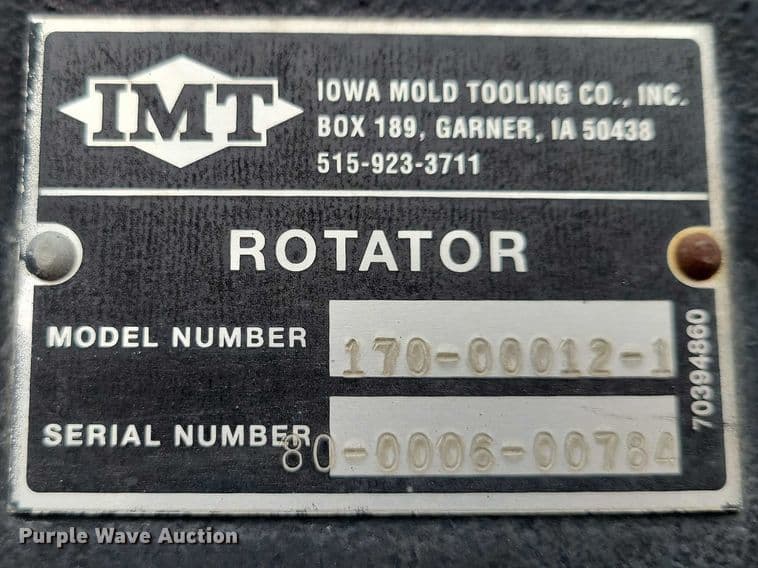 IMT
IOWA MOLD TOOLING CO., INC.
BOX 189, GARNER, IA 50438
515-923-3711
ROTATOR
MODEL NUMBER 170-00012-1
SERIAL NUMBER 80-0006-00784
70394860
Purple Wave Auction